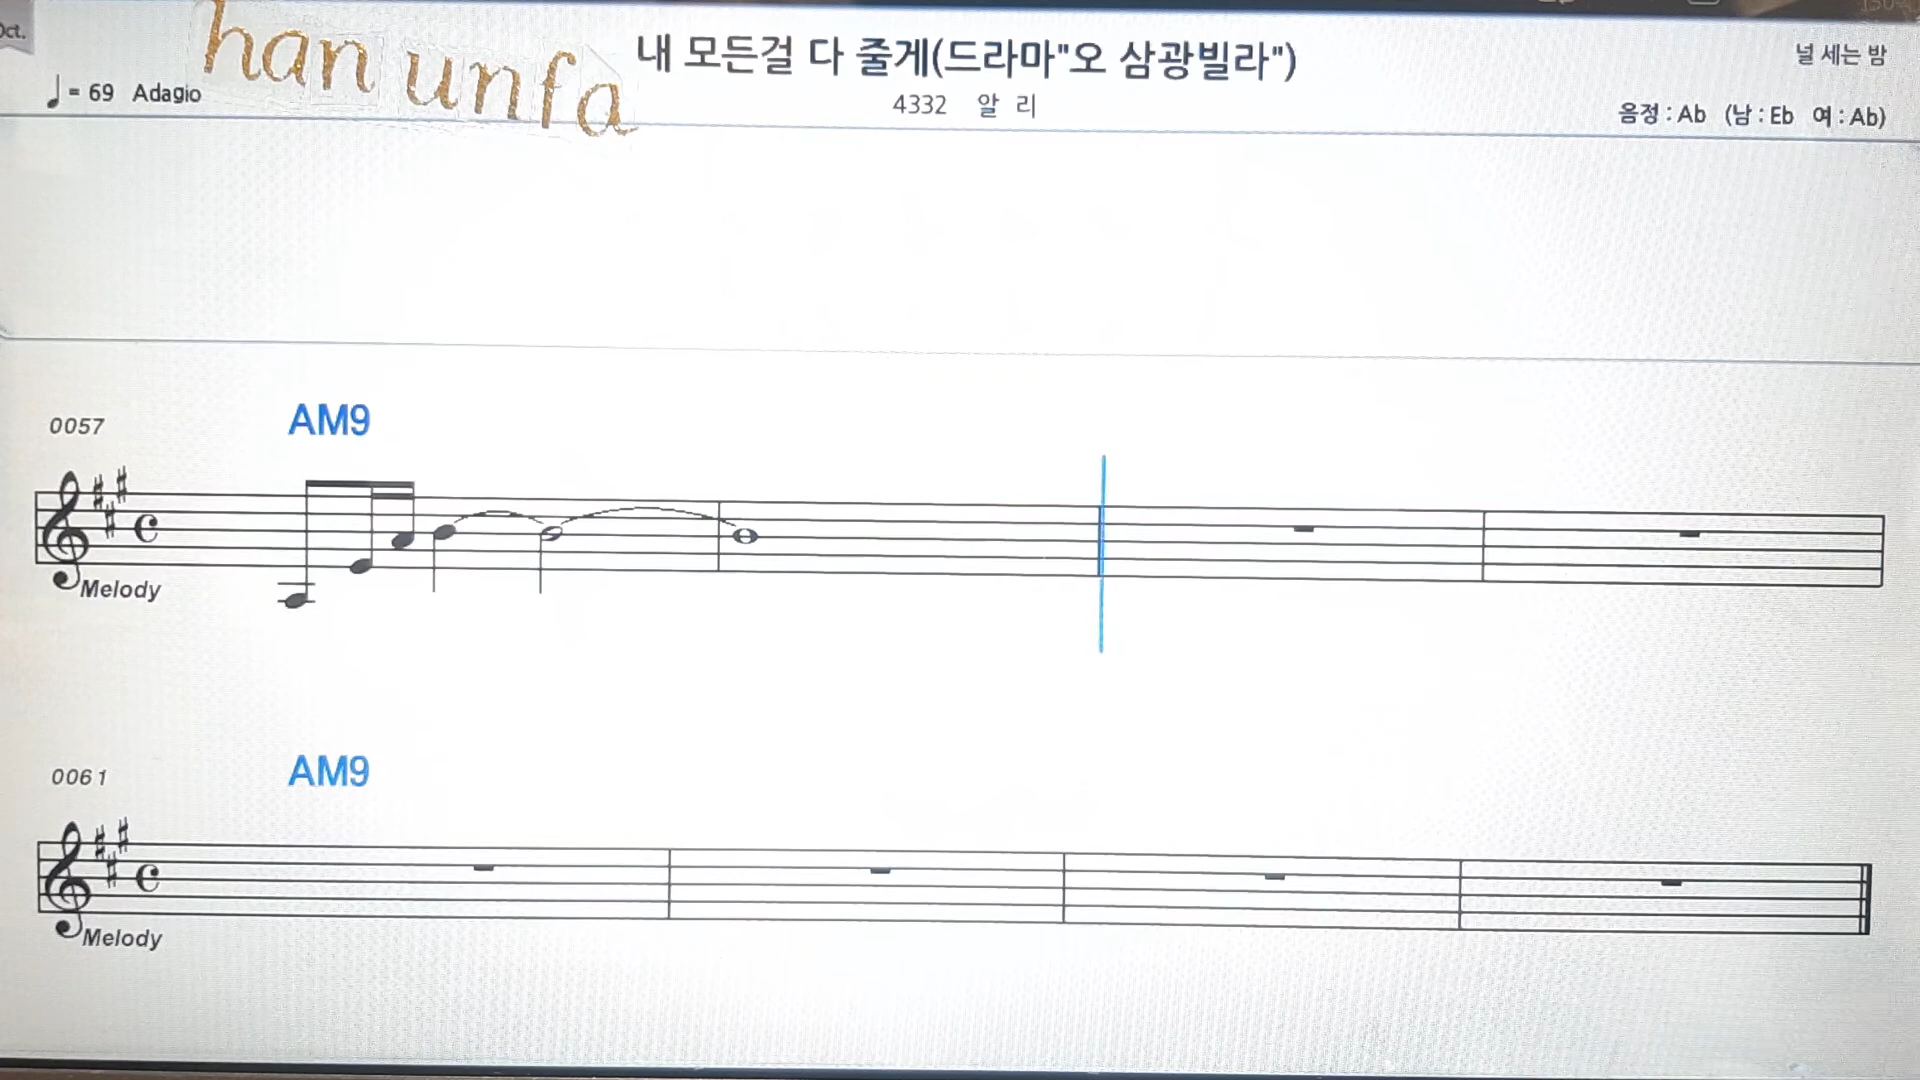 Oct.
han unfa
내 모든걸 다 줄게(드라마"오 삼광빌라")
널 세는 밤
= 69 Adagio
4332 알 리
음정 : Ab (남 : Eb 여 : Ab)
0057
AM9
Melody
0061
AM9
Melody